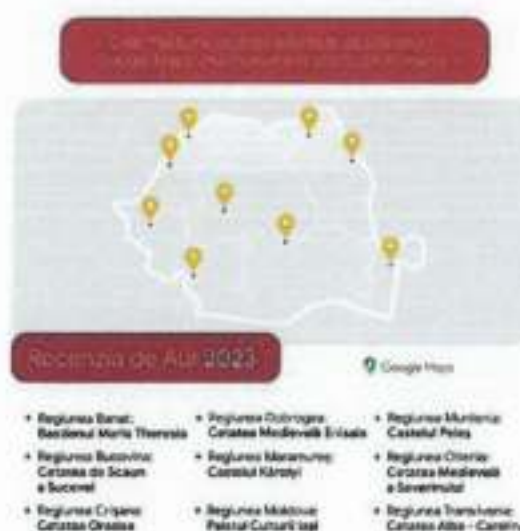 Recenzia de Aur 2023
Google Maps
+ Regiunea Banat:
Bastionul Maria Theresia
+ Regiunea Bucovina:
Cetatea de Scaun
a Sucevei
+ Regiunea Crișana:
Cetatea Oradea
+ Regiunea Dobrogea:
Cetatea Medievală Enisala
+ Regiunea Maramureș:
Castelul Károlyi
+ Regiunea Moldova:
Palatul Culturii Iași
+ Regiunea Muntenia:
Castelul Peleș
+ Regiunea Oltenia:
Cetatea Medievală
a Severinului
+ Regiunea Transilvania:
Cetatea Alba - Carolina